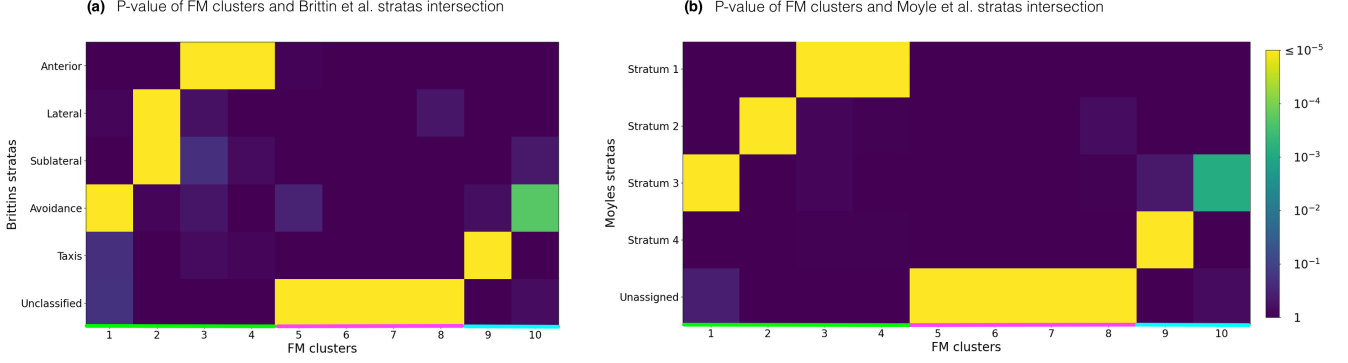 (a) P-value of FM clusters and Brittin et al. stratas intersection
Brittins stratas
Anterior
Lateral
Sublateral
Avoidance
Taxis
Unclassified
1 2 3 4 5 6 7 8 9 10
FM clusters
(b) P-value of FM clusters and Moyle et al. stratas intersection
Moyles stratas
Stratum 1
Stratum 2
Stratum 3
Stratum 4
Unassigned
1 2 3 4 5 6 7 8 9 10
FM clusters
≤ 10⁻⁵
10⁻⁴
10⁻³
10⁻²
10⁻¹
1